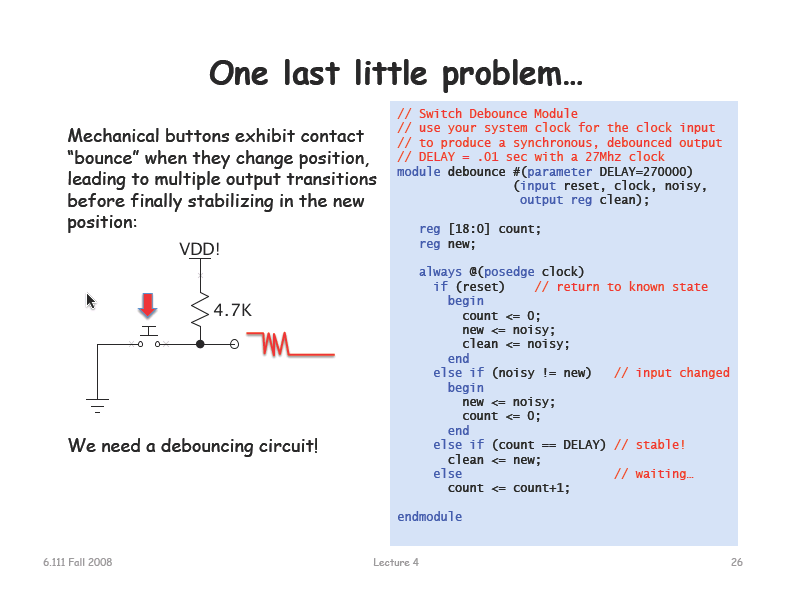 One last little problem…
Mechanical buttons exhibit contact
“bounce” when they change position,
leading to multiple output transitions
before finally stabilizing in the new
position:
VDD!
4.7K
We need a debouncing circuit!
// Switch Debounce Module
// use your system clock for the clock input
// to produce a synchronous, debounced output
// DELAY = .01 sec with a 27Mhz clock
module debounce #(parameter DELAY=270000)
(input reset, clock, noisy,
output reg clean);
reg [18:0] count;
reg new;
always @(posedge clock)
if (reset) // return to known state
begin
count <= 0;
new <= noisy;
clean <= noisy;
end
else if (noisy != new) // input changed
begin
new <= noisy;
count <= 0;
end
else if (count == DELAY) // stable!
clean <= new;
else // waiting…
count <= count+1;
endmodule
6.111 Fall 2008
Lecture 4
26